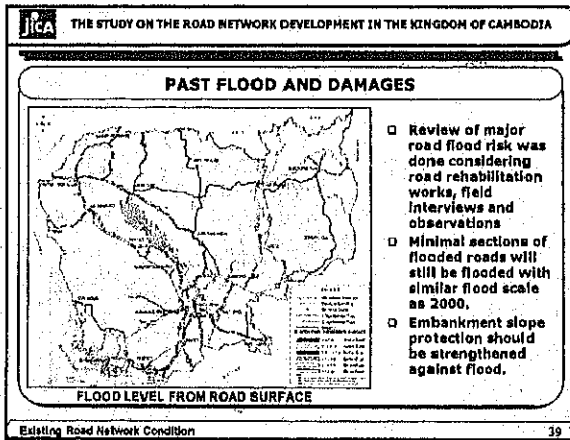 jica THE STUDY ON THE ROAD NETWORK DEVELOPMENT IN THE KINGDOM OF CAMBODIA
PAST FLOOD AND DAMAGES
□ Review of major
road flood risk was
done considering
road rehabilitation
works, field
interviews and
observations
□ Minimal sections of
flooded roads will
still be flooded with
similar flood scale
as 2000.
□ Embankment slope
protection should
be strengthened
against flood.
FLOOD LEVEL FROM ROAD SURFACE
Existing Road Network Condition 39